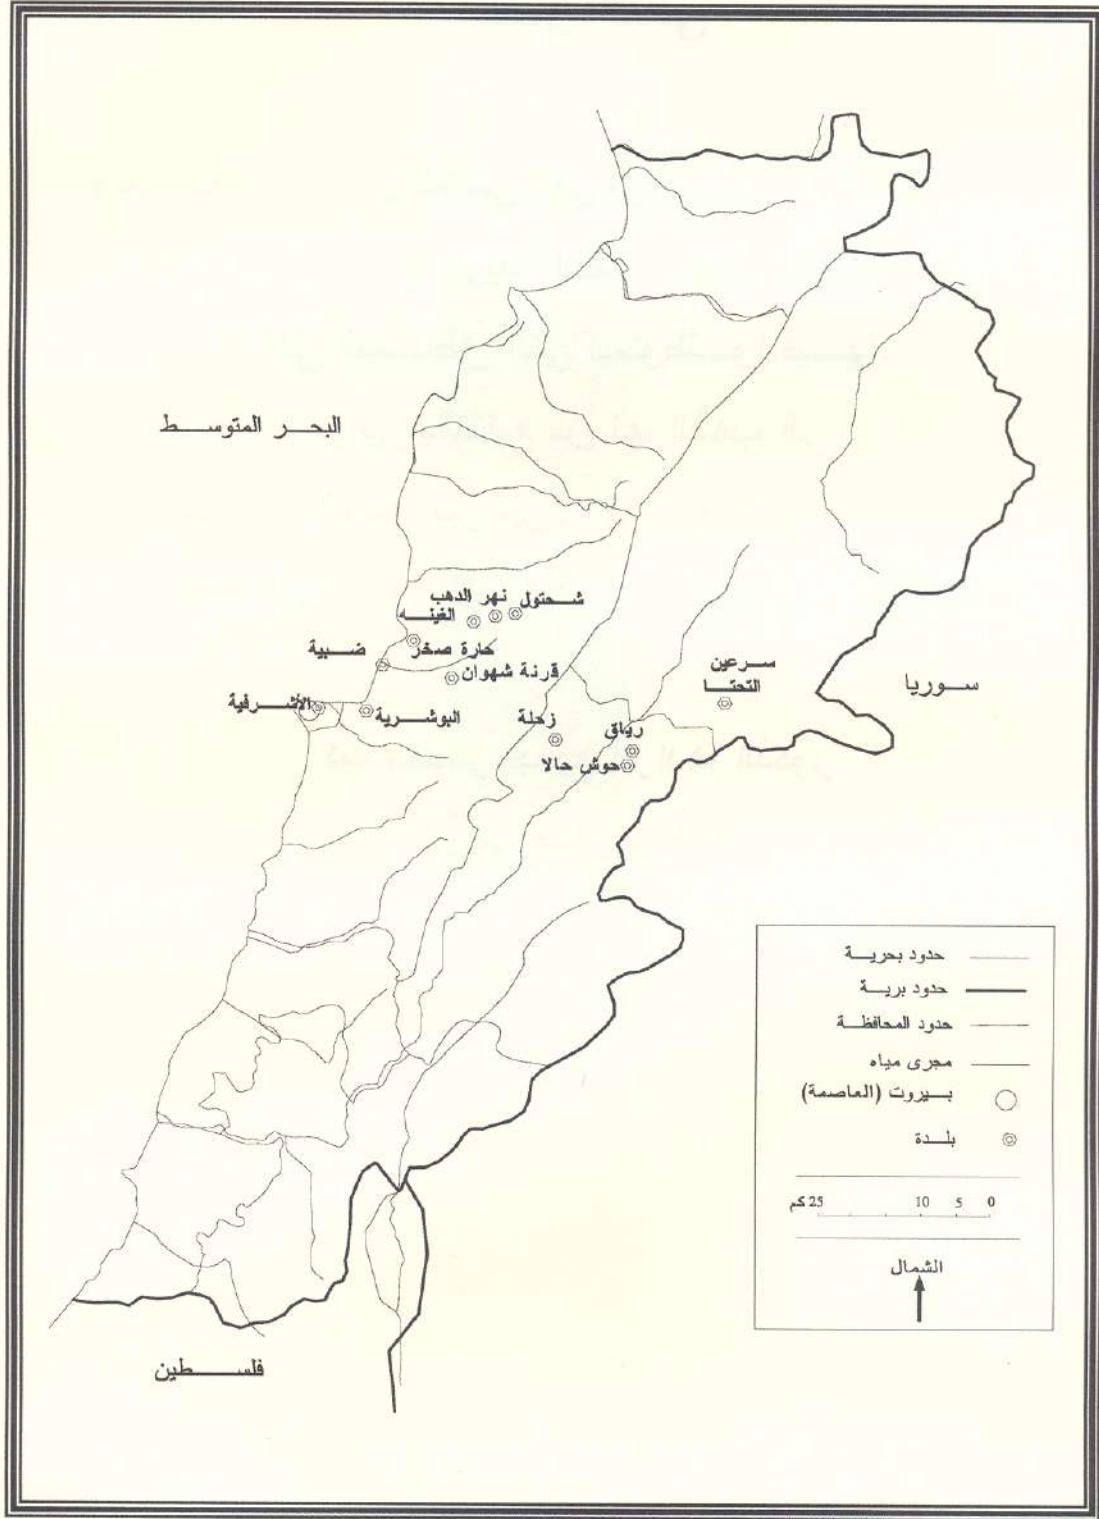 البحر المتوسط
شحتول
نهر الدهب
الغينه
حارة صخر
ضبية
قرنة شهوان
سرعين
التحتا
سوريا
الأشرفية
البوشرية
زحلة
رياق
حوش حالا
حدود بحرية
حدود برية
حدود المحافظة
مجرى مياه
بيروت (العاصمة)
بلدة
0 5 10 25 كم
الشمال
فلسطين